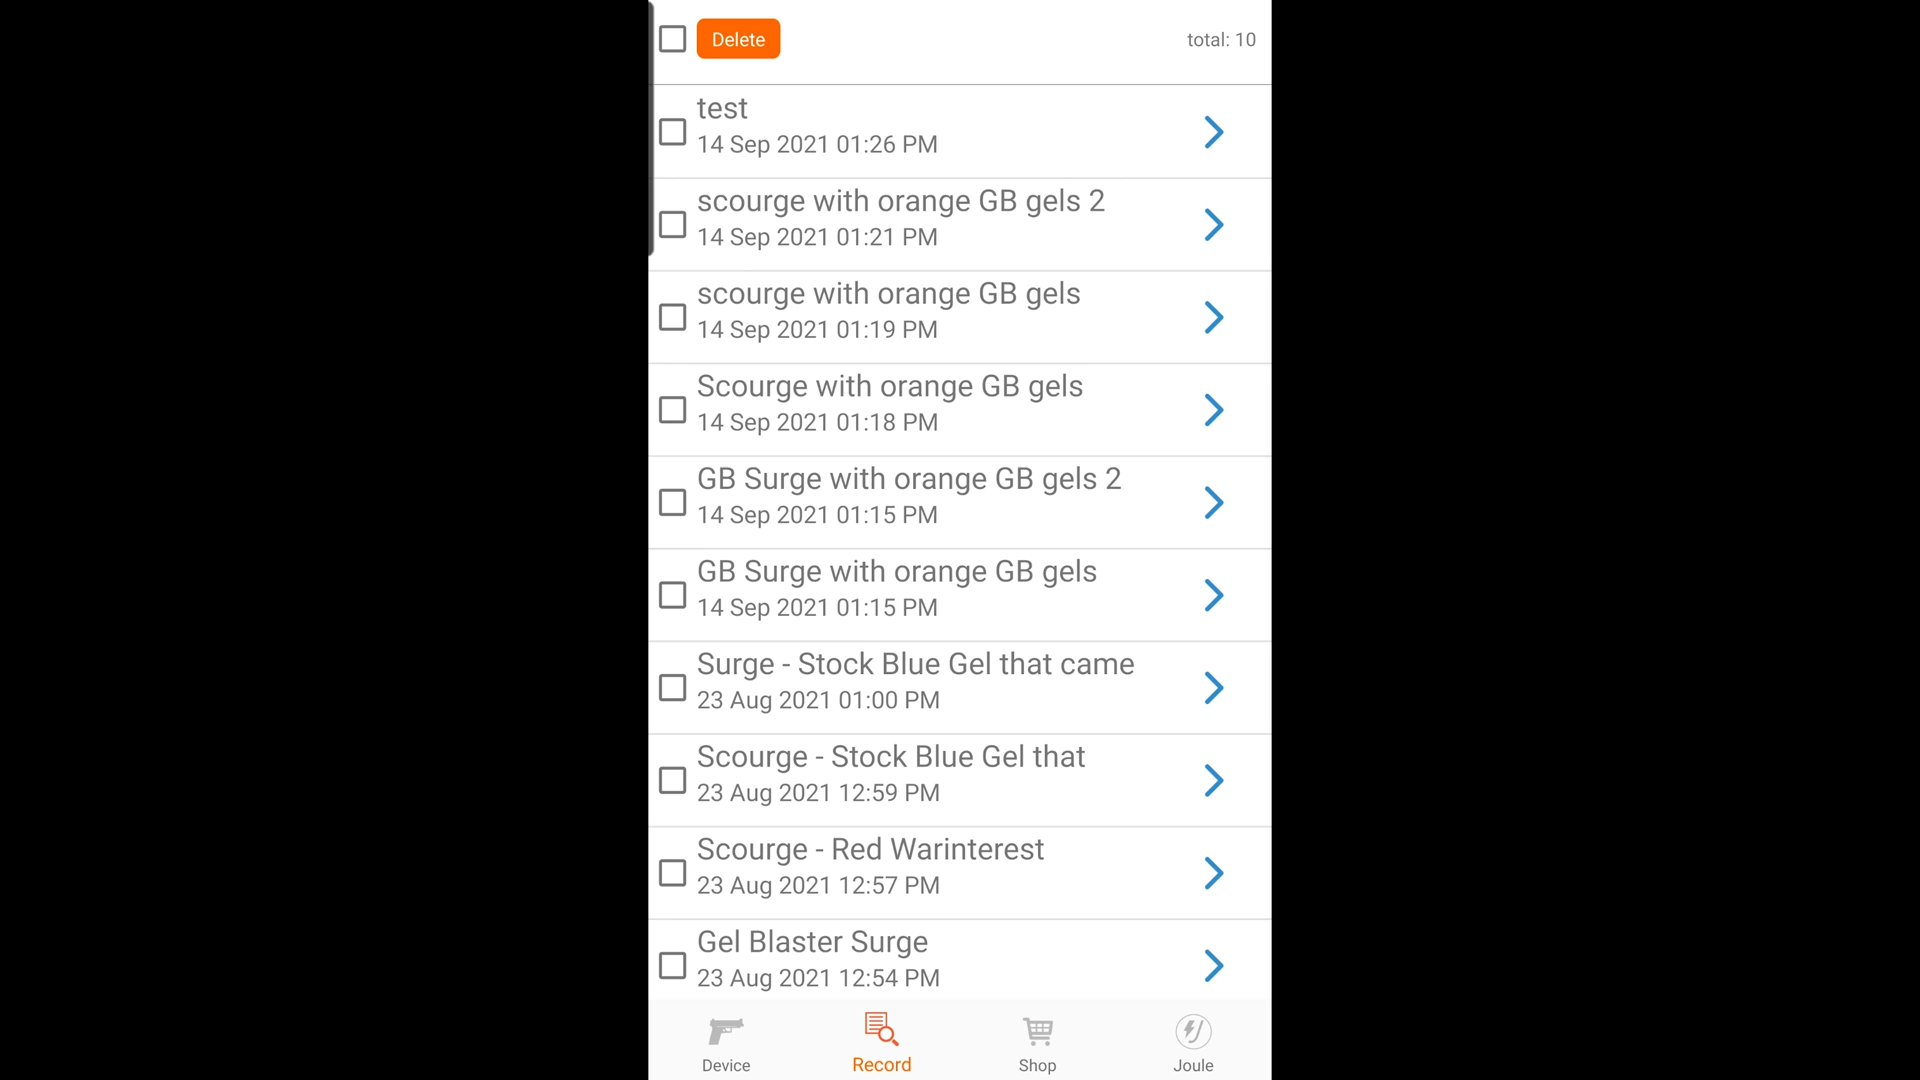 Delete
total: 10
test
14 Sep 2021 01:26 PM
scourge with orange GB gels 2
14 Sep 2021 01:21 PM
scourge with orange GB gels
14 Sep 2021 01:19 PM
Scourge with orange GB gels
14 Sep 2021 01:18 PM
GB Surge with orange GB gels 2
14 Sep 2021 01:15 PM
GB Surge with orange GB gels
14 Sep 2021 01:15 PM
Surge - Stock Blue Gel that came
23 Aug 2021 01:00 PM
Scourge - Stock Blue Gel that
23 Aug 2021 12:59 PM
Scourge - Red Warinterest
23 Aug 2021 12:57 PM
Gel Blaster Surge
23 Aug 2021 12:54 PM
Device
Record
Shop
Joule